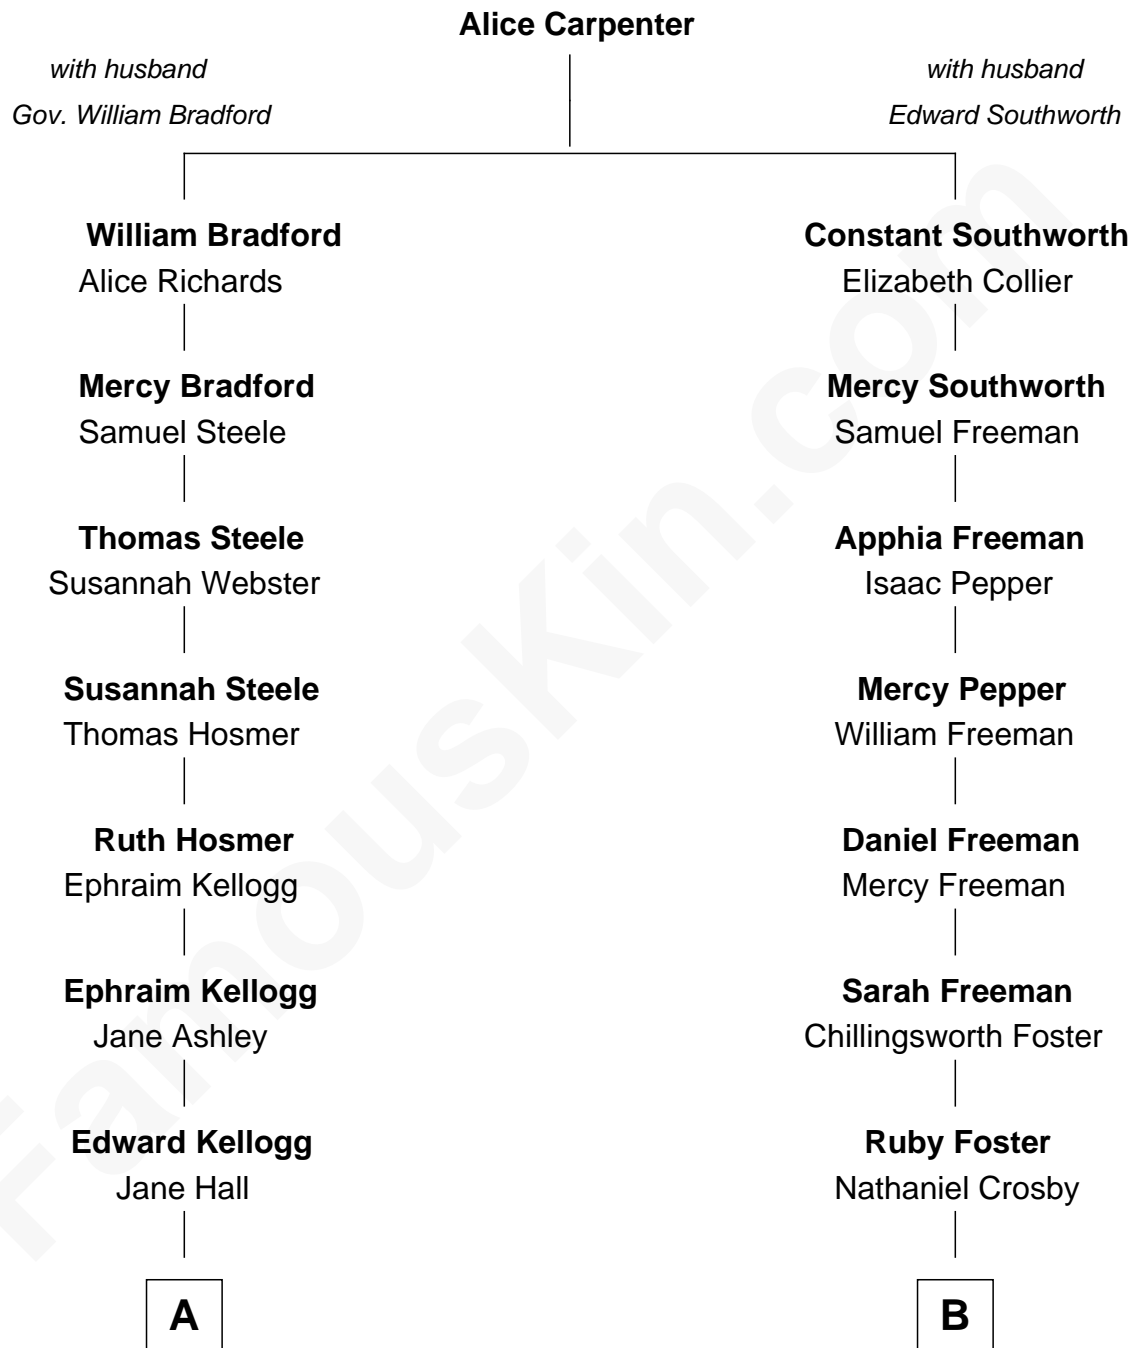 Alice Carpenter
with husband
Gov. William Bradford
with husband
Edward Southworth
William Bradford
Alice Richards
Constant Southworth
Elizabeth Collier
Mercy Bradford
Samuel Steele
Mercy Southworth
Samuel Freeman
Thomas Steele
Susannah Webster
Apphia Freeman
Isaac Pepper
Susannah Steele
Thomas Hosmer
Mercy Pepper
William Freeman
Ruth Hosmer
Ephraim Kellogg
Daniel Freeman
Mercy Freeman
Ephraim Kellogg
Jane Ashley
Sarah Freeman
Chillingsworth Foster
Edward Kellogg
Jane Hall
Ruby Foster
Nathaniel Crosby
A
B
FamousKin.com